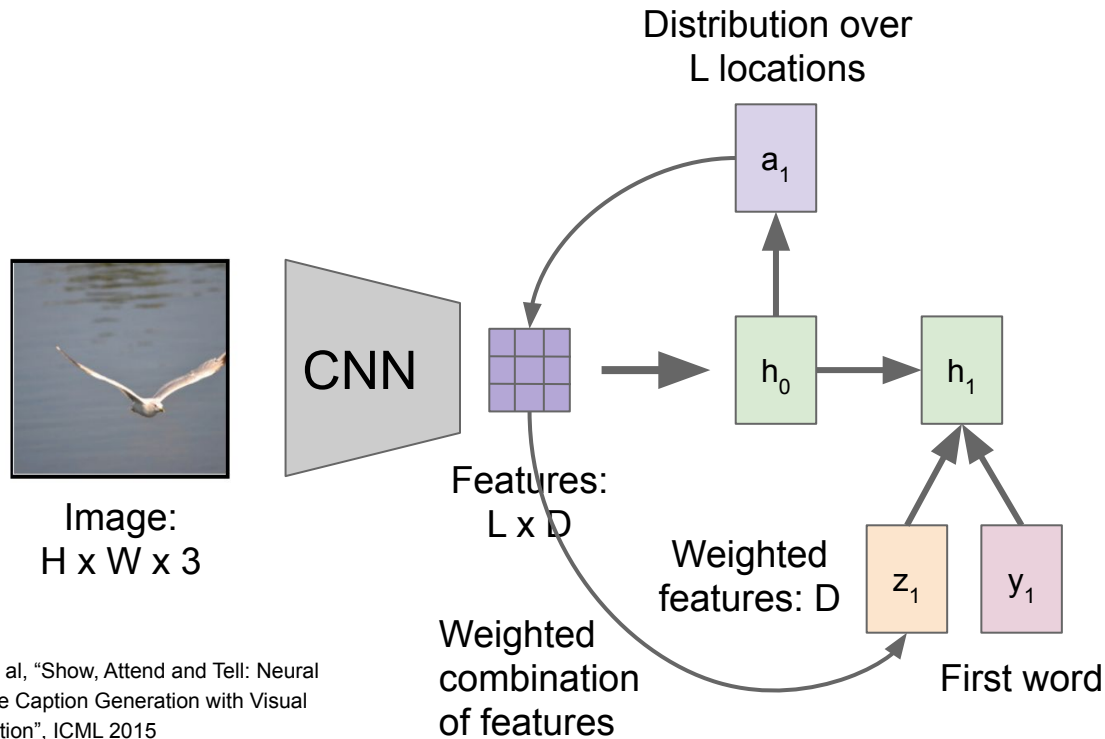 Distribution over
L locations
a₁
CNN
h₀
h₁
Image:
H x W x 3
Features:
L x D
Weighted
features: D
z₁
y₁
First word
Weighted
combination
of features
al, “Show, Attend and Tell: Neural
e Caption Generation with Visual
tion”, ICML 2015